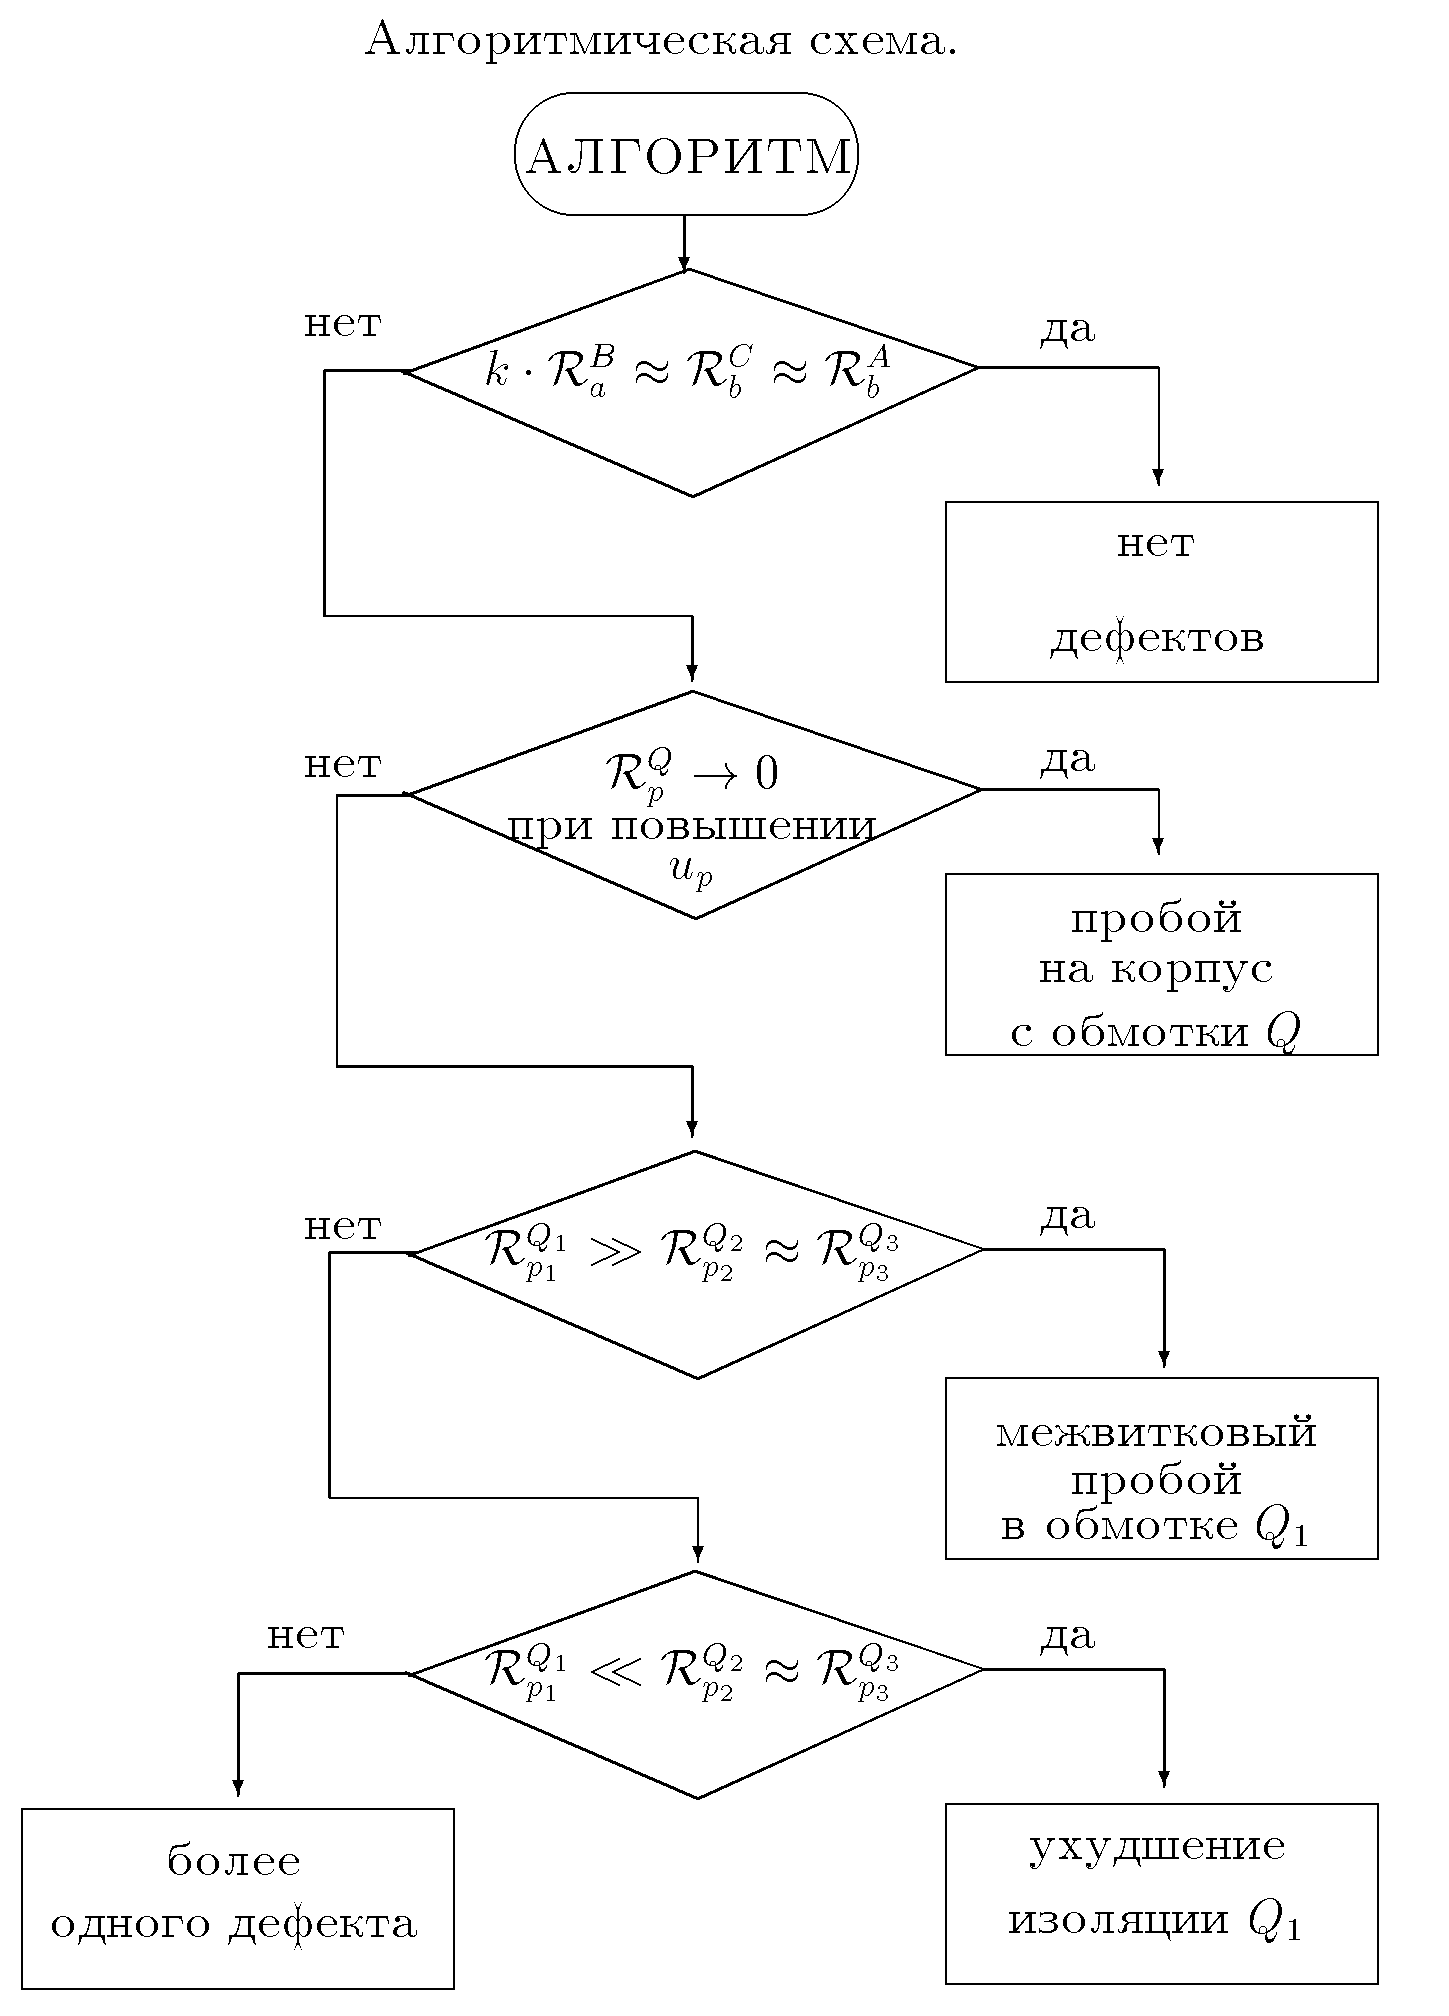 Алгоритмическая схема.
АЛГОРИТМ
нет
да
k · R_a^B ≈ R_b^C ≈ R_b^A
нет
дефектов
нет
да
R_p^Q → 0
при повышении
u_p
пробой
на корпус
с обмотки Q
нет
да
R_{p_1}^{Q_1} ≫ R_{p_2}^{Q_2} ≈ R_{p_3}^{Q_3}
межвитковый
пробой
в обмотке Q_1
нет
да
R_{p_1}^{Q_1} ≪ R_{p_2}^{Q_2} ≈ R_{p_3}^{Q_3}
более
одного дефекта
ухудшение
изоляции Q_1